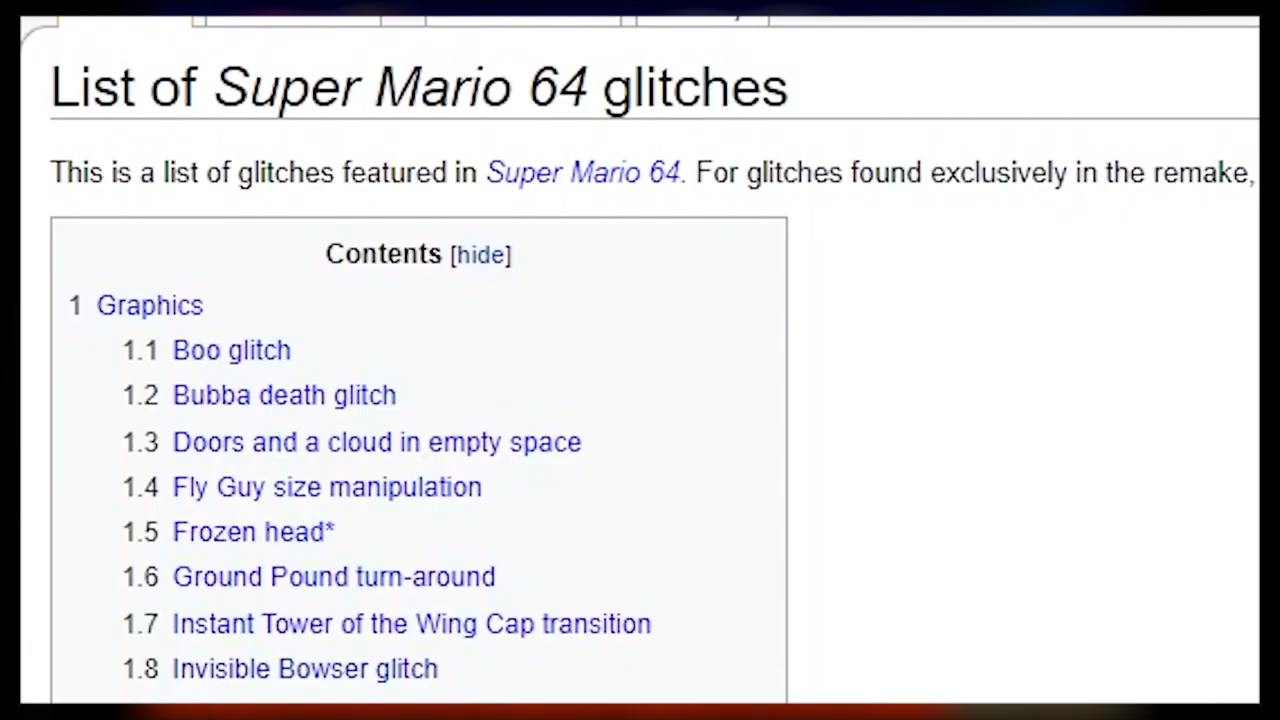 List of Super Mario 64 glitches
This is a list of glitches featured in Super Mario 64. For glitches found exclusively in the remake,
Contents [hide]
1 Graphics
1.1 Boo glitch
1.2 Bubba death glitch
1.3 Doors and a cloud in empty space
1.4 Fly Guy size manipulation
1.5 Frozen head*
1.6 Ground Pound turn-around
1.7 Instant Tower of the Wing Cap transition
1.8 Invisible Bowser glitch